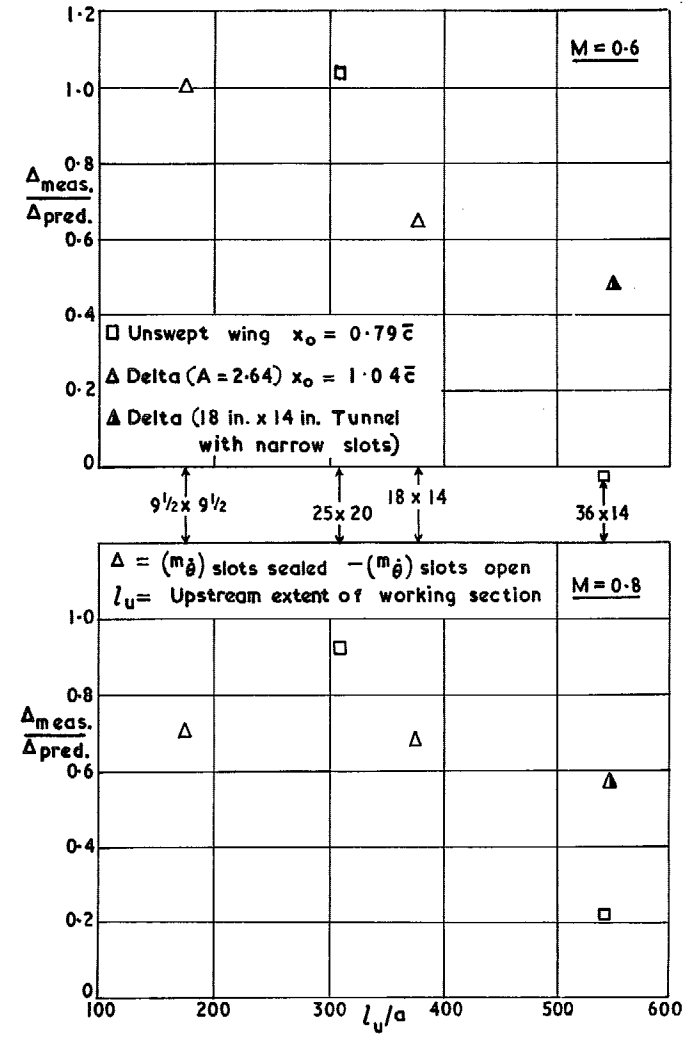 1·2
M = 0·6
1·0
0·8
Δmeas.
Δpred.
0·6
0·4
□ Unswept wing x₀ = 0·79c̄
Δ Delta (A = 2·64) x₀ = 1·04c̄
0·2
◮ Delta (18 in. x 14 in. Tunnel
with narrow slots)
0
9½ x 9½
25 x 20
18 x 14
36 x 14
Δ = (m_θ̇) slots sealed – (m_θ̇) slots open
l_u = Upstream extent of working section
M = 0·8
1·0
0·8
Δmeas.
Δpred.
0·6
0·4
0·2
0
100 200 300 l_u/a 400 500 600